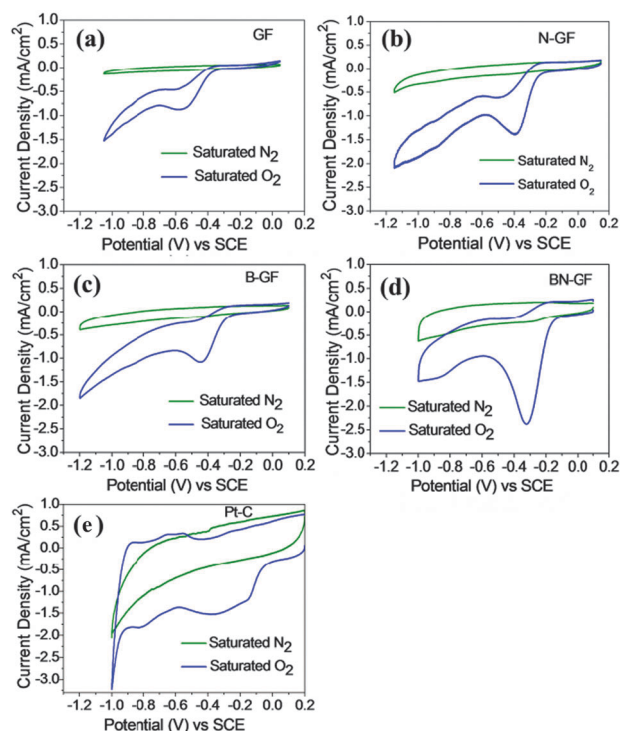 (a) GF
1.0
0.5
0.0
-0.5
-1.0
-1.5
-2.0
-2.5
-3.0
Current Density (mA/cm²)
Saturated N₂
Saturated O₂
-1.2 -1.0 -0.8 -0.6 -0.4 -0.2 0.0 0.2
Potential (V) vs SCE
(b) N-GF
1.0
0.5
0.0
-0.5
-1.0
-1.5
-2.0
-2.5
-3.0
Current Density (mA/cm²)
Saturated N₂
Saturated O₂
-1.2 -1.0 -0.8 -0.6 -0.4 -0.2 0.0 0.2
Potential (V) vs SCE
(c) B-GF
1.0
0.5
0.0
-0.5
-1.0
-1.5
-2.0
-2.5
-3.0
Current Density (mA/cm²)
Saturated N₂
Saturated O₂
-1.2 -1.0 -0.8 -0.6 -0.4 -0.2 0.0 0.2
Potential (V) vs SCE
(d) BN-GF
1.0
0.5
0.0
-0.5
-1.0
-1.5
-2.0
-2.5
-3.0
Current Density (mA/cm²)
Saturated N₂
Saturated O₂
-1.2 -1.0 -0.8 -0.6 -0.4 -0.2 0.0 0.2
Potential (V) vs SCE
(e) Pt-C
1.0
0.5
0.0
-0.5
-1.0
-1.5
-2.0
-2.5
-3.0
Current Density (mA/cm²)
Saturated N₂
Saturated O₂
-1.2 -1.0 -0.8 -0.6 -0.4 -0.2 0.0 0.2
Potential (V) vs SCE